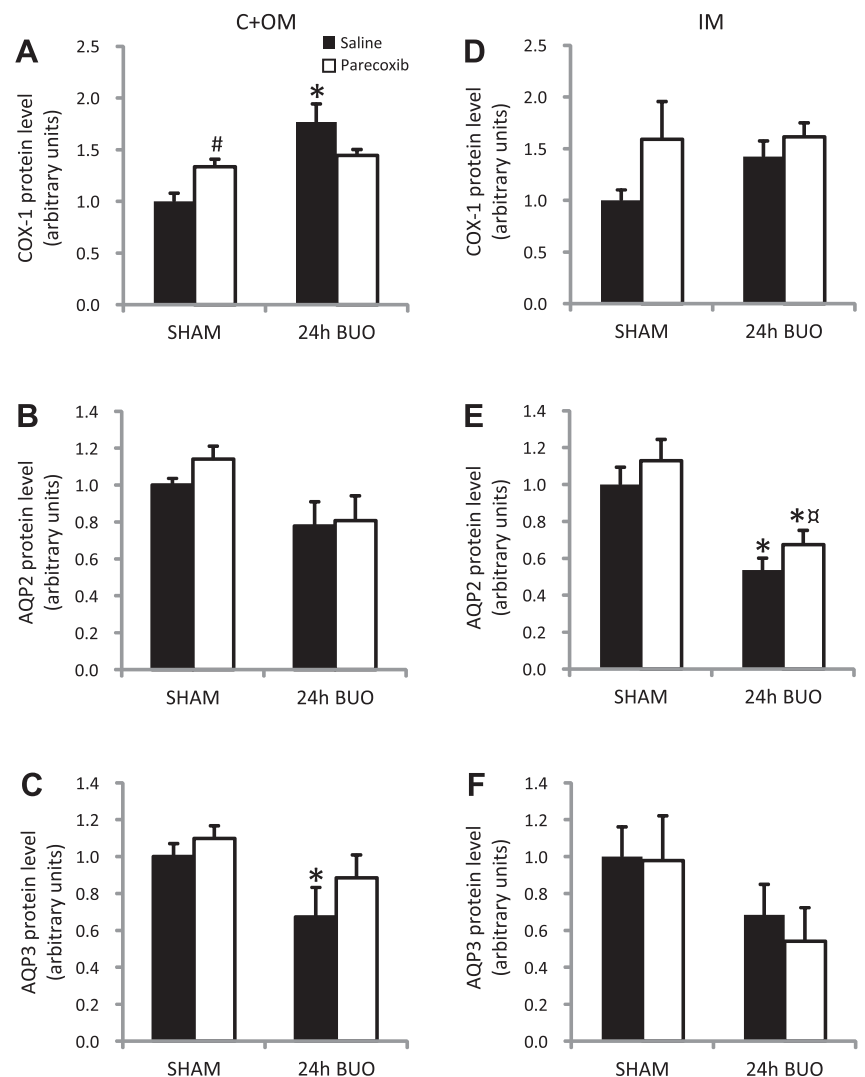 C+OM
IM
A
Saline
Parecoxib
COX-1 protein level
(arbitrary units)
2.5
2.0
1.5
1.0
0.5
0.0
#
*
SHAM
24h BUO
D
COX-1 protein level
(arbitrary units)
2.5
2.0
1.5
1.0
0.5
0.0
SHAM
24h BUO
B
AQP2 protein level
(arbitrary units)
1.4
1.2
1.0
0.8
0.6
0.4
0.2
0.0
SHAM
24h BUO
E
AQP2 protein level
(arbitrary units)
1.4
1.2
1.0
0.8
0.6
0.4
0.2
0.0
*
*¤
SHAM
24h BUO
C
AQP3 protein level
(arbitrary units)
1.4
1.2
1.0
0.8
0.6
0.4
0.2
0.0
*
SHAM
24h BUO
F
AQP3 protein level
(arbitrary units)
1.4
1.2
1.0
0.8
0.6
0.4
0.2
0.0
SHAM
24h BUO